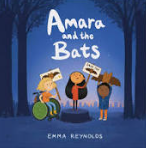 Amara
and the
Bats
EMMA REYNOLDS